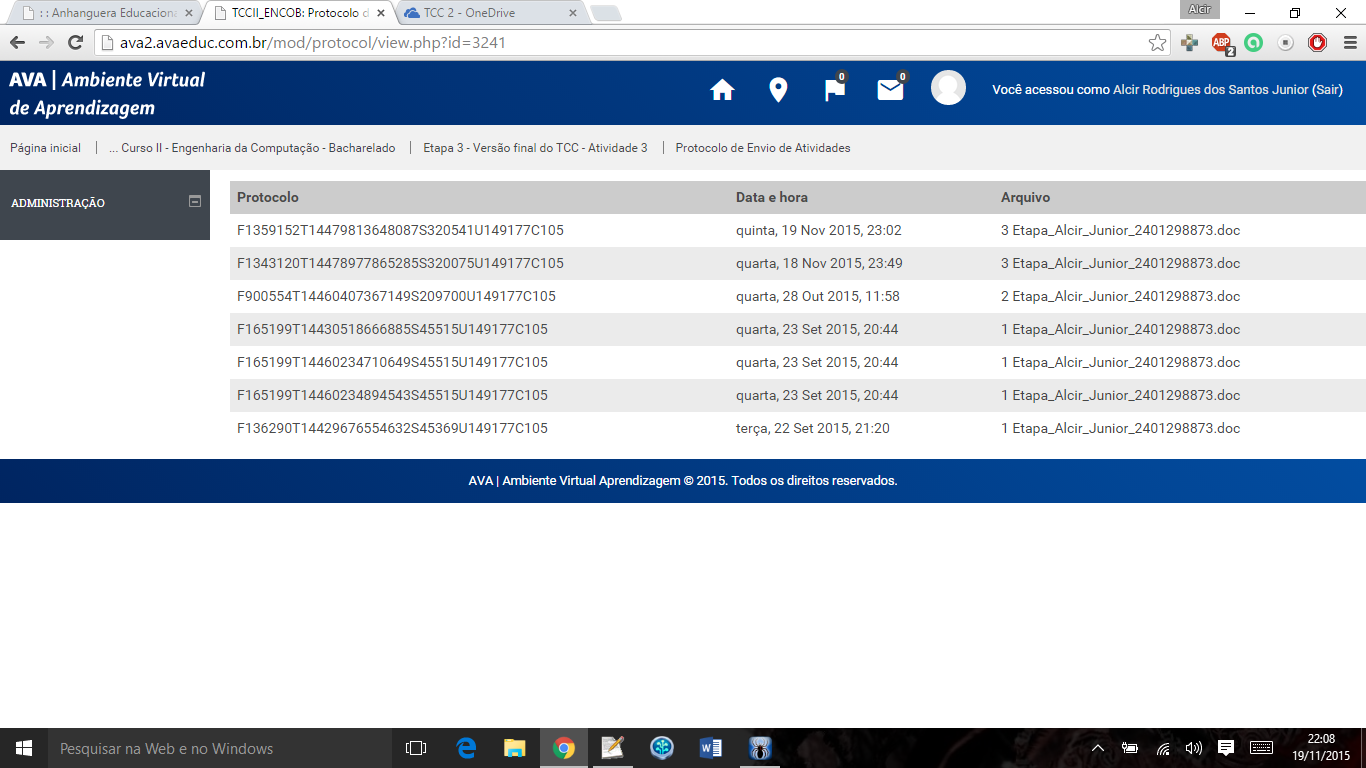 : : Anhanguera Educaciona
TCCII_ENCOB: Protocolo d
TCC 2 - OneDrive
Alcir
ava2.avaeduc.com.br/mod/protocol/view.php?id=3241
ABP
2
AVA | Ambiente Virtual
de Aprendizagem
0
0
Você acessou como Alcir Rodrigues dos Santos Junior (Sair)
Página inicial
... Curso II - Engenharia da Computação - Bacharelado
Etapa 3 - Versão final do TCC - Atividade 3
Protocolo de Envio de Atividades
ADMINISTRAÇÃO
Protocolo Data e hora Arquivo
F1359152T14479813648087S320541U149177C105 quinta, 19 Nov 2015, 23:02 3 Etapa_Alcir_Junior_2401298873.doc
F1343120T14478977865285S320075U149177C105 quarta, 18 Nov 2015, 23:49 3 Etapa_Alcir_Junior_2401298873.doc
F900554T14460407367149S209700U149177C105 quarta, 28 Out 2015, 11:58 2 Etapa_Alcir_Junior_2401298873.doc
F165199T14430518666885S45515U149177C105 quarta, 23 Set 2015, 20:44 1 Etapa_Alcir_Junior_2401298873.doc
F165199T14460234710649S45515U149177C105 quarta, 23 Set 2015, 20:44 1 Etapa_Alcir_Junior_2401298873.doc
F165199T14460234894543S45515U149177C105 quarta, 23 Set 2015, 20:44 1 Etapa_Alcir_Junior_2401298873.doc
F136290T14429676554632S45369U149177C105 terça, 22 Set 2015, 21:20 1 Etapa_Alcir_Junior_2401298873.doc
AVA | Ambiente Virtual Aprendizagem © 2015. Todos os direitos reservados.
Pesquisar na Web e no Windows
22:08
19/11/2015